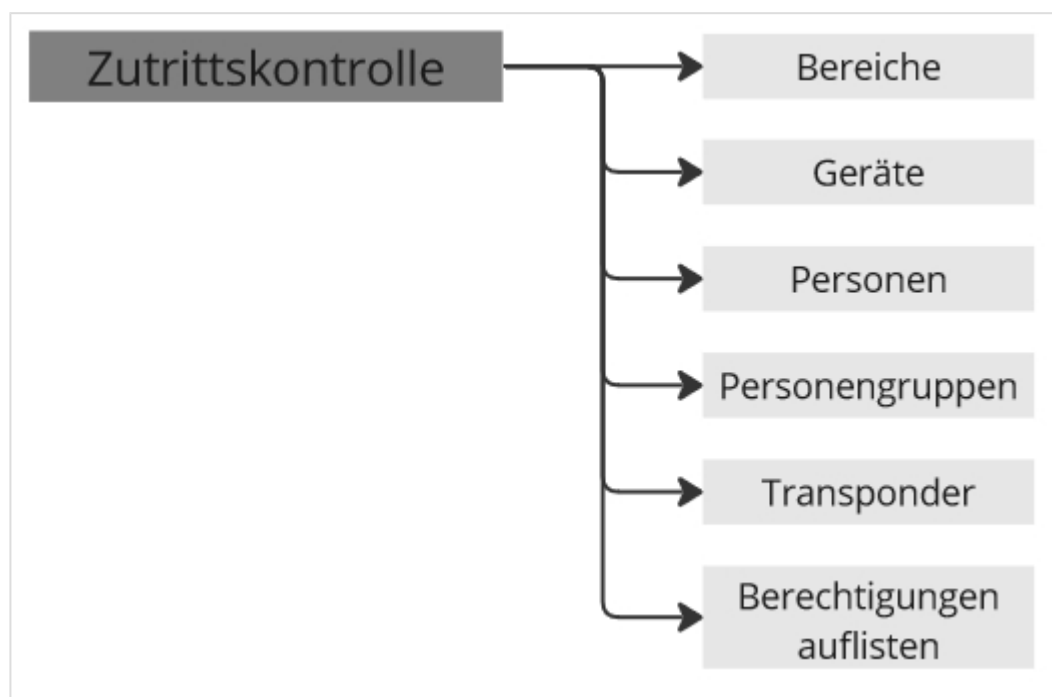 Zutrittskontrolle
Bereiche
Geräte
Personen
Personengruppen
Transponder
Berechtigungen
auflisten